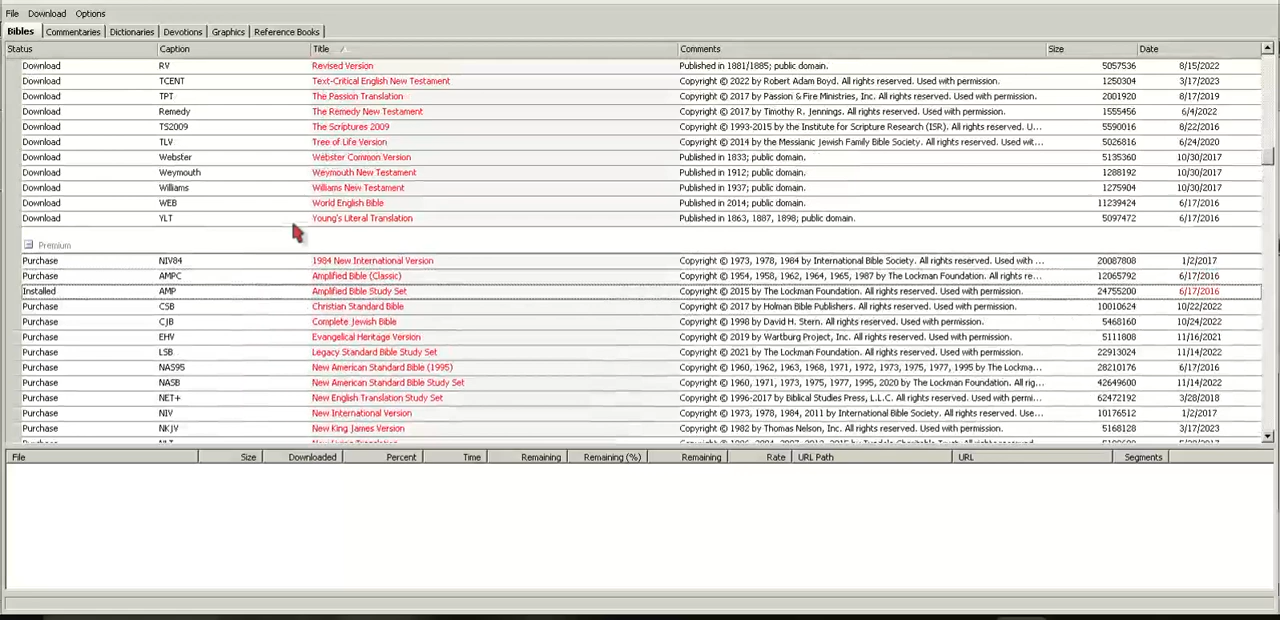 File Download Options
Bibles Commentaries Dictionaries Devotions Graphics Reference Books
Status Caption Title Comments Size Date
Download RV Revised Version Published in 1881/1885; public domain. 5057536 8/15/2022
Download TCENT Text-Critical English New Testament Copyright © 2022 by Robert Adam Boyd. All rights reserved. Used with permission. 1250304 3/17/2023
Download TPT The Passion Translation Copyright © 2017 by Passion & Fire Ministries, Inc. All rights reserved. Used with permission. 2001920 8/17/2019
Download Remedy The Remedy New Testament Copyright © 2017 by Timothy R. Jennings. All rights reserved. Used with permission. 1555456 6/4/2022
Download TS2009 The Scriptures 2009 Copyright © 1993-2015 by the Institute for Scripture Research (ISR). All rights reserved. U... 5590016 8/22/2016
Download TLV Tree of Life Version Copyright © 2014 by the Messianic Jewish Family Bible Society. All rights reserved. Used wit... 5026816 6/24/2020
Download Webster Webster Common Version Published in 1833; public domain. 5135360 10/30/2017
Download Weymouth Weymouth New Testament Published in 1912; public domain. 1288192 10/30/2017
Download Williams Williams New Testament Published in 1937; public domain. 1275904 10/30/2017
Download WEB World English Bible Published in 2014; public domain. 11239424 6/17/2016
Download YLT Young's Literal Translation Published in 1863, 1887, 1898; public domain. 5097472 6/17/2016
Premium
Purchase NIV84 1984 New International Version Copyright © 1973, 1978, 1984 by International Bible Society. All rights reserved. Used with ... 20087808 1/2/2017
Purchase AMPC Amplified Bible (Classic) Copyright © 1954, 1958, 1962, 1964, 1965, 1987 by The Lockman Foundation. All rights re... 12065792 6/17/2016
Installed AMP Amplified Bible Study Set Copyright © 2015 by The Lockman Foundation. All rights reserved. Used with permission. 24755200 6/17/2016
Purchase CSB Christian Standard Bible Copyright © 2017 by Holman Bible Publishers. All rights reserved. Used with permission. 10010624 10/22/2022
Purchase CJB Complete Jewish Bible Copyright © 1998 by David H. Stern. All rights reserved. Used with permission. 5468160 10/24/2022
Purchase EHV Evangelical Heritage Version Copyright © 2019 by Wartburg Project, Inc. All rights reserved. Used with permission. 5111808 11/16/2021
Purchase LSB Legacy Standard Bible Study Set Copyright © 2021 by The Lockman Foundation. All rights reserved. Used with permission. 22913024 11/14/2022
Purchase NAS95 New American Standard Bible (1995) Copyright © 1960, 1962, 1963, 1968, 1971, 1972, 1973, 1975, 1977, 1995 by The Lockma... 28210176 6/17/2016
Purchase NASB New American Standard Bible Study Set Copyright © 1960, 1971, 1973, 1975, 1977, 1995, 2020 by The Lockman Foundation. All rig... 42649600 11/14/2022
Purchase NET+ New English Translation Study Set Copyright © 1996-2017 by Biblical Studies Press, L.L.C. All rights reserved. Used with permi... 62472192 3/28/2018
Purchase NIV New International Version Copyright © 1973, 1978, 1984, 2011 by International Bible Society. All rights reserved. Use... 10176512 1/2/2017
Purchase NKJV New King James Version Copyright © 1982 by Thomas Nelson, Inc. All rights reserved. Used with permission. 5168128 3/17/2023
File Size Downloaded Percent Time Remaining Remaining (%) Remaining Rate URL Path URL Segments